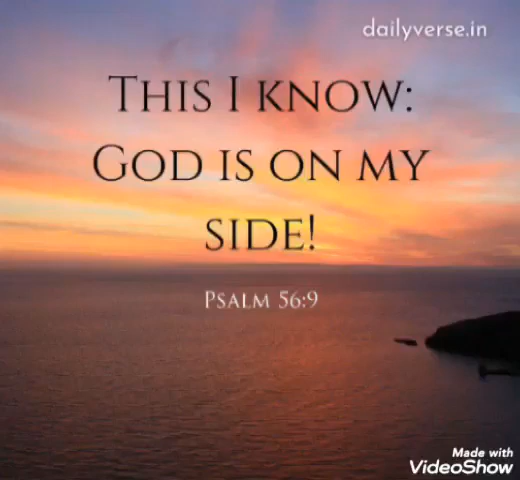 dailyverse.in
THIS I KNOW:
GOD IS ON MY
SIDE!
PSALM 56:9
Made with
VideoShow